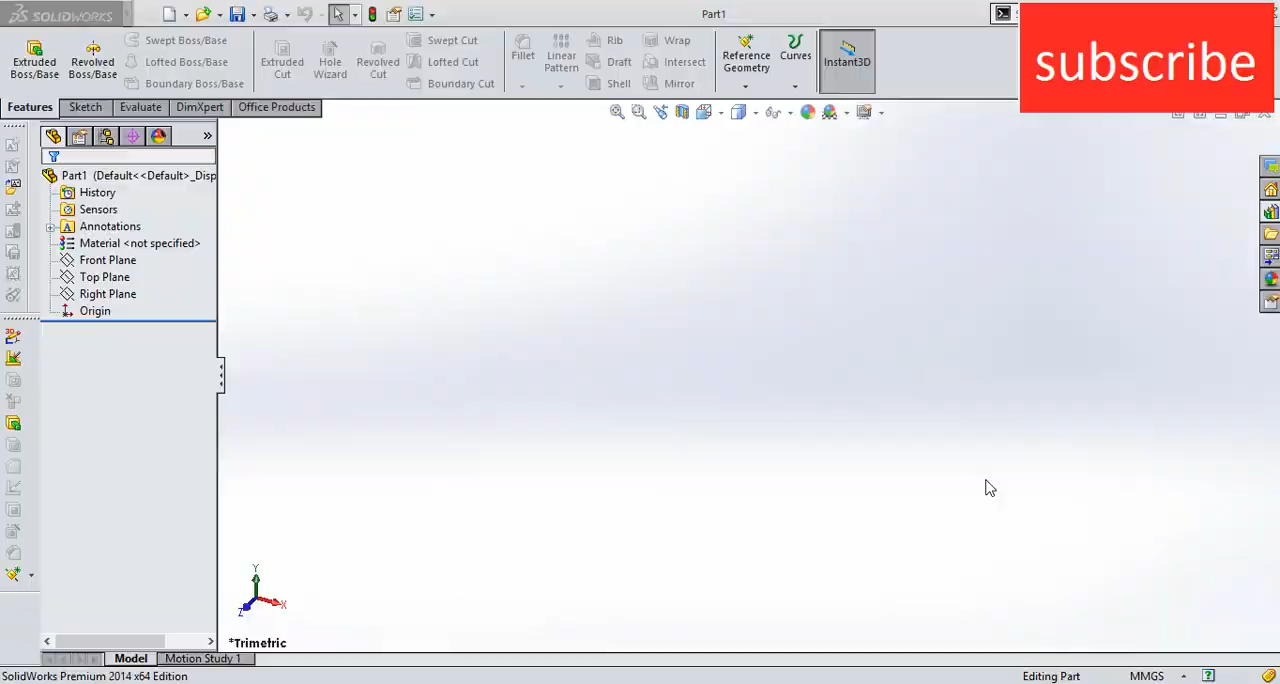 SOLIDWORKS
Part1
subscribe
Extruded Boss/Base
Revolved Boss/Base
Swept Boss/Base
Lofted Boss/Base
Boundary Boss/Base
Extruded Cut
Hole Wizard
Revolved Cut
Swept Cut
Lofted Cut
Boundary Cut
Fillet
Linear Pattern
Rib
Draft
Shell
Wrap
Intersect
Mirror
Reference Geometry
Curves
Instant3D
Features
Sketch
Evaluate
DimXpert
Office Products
Part1 (Default<<Default>_Disp
History
Sensors
Annotations
Material <not specified>
Front Plane
Top Plane
Right Plane
Origin
Y
X
Z
*Trimetric
Model
Motion Study 1
SolidWorks Premium 2014 x64 Edition
Editing Part
MMGS